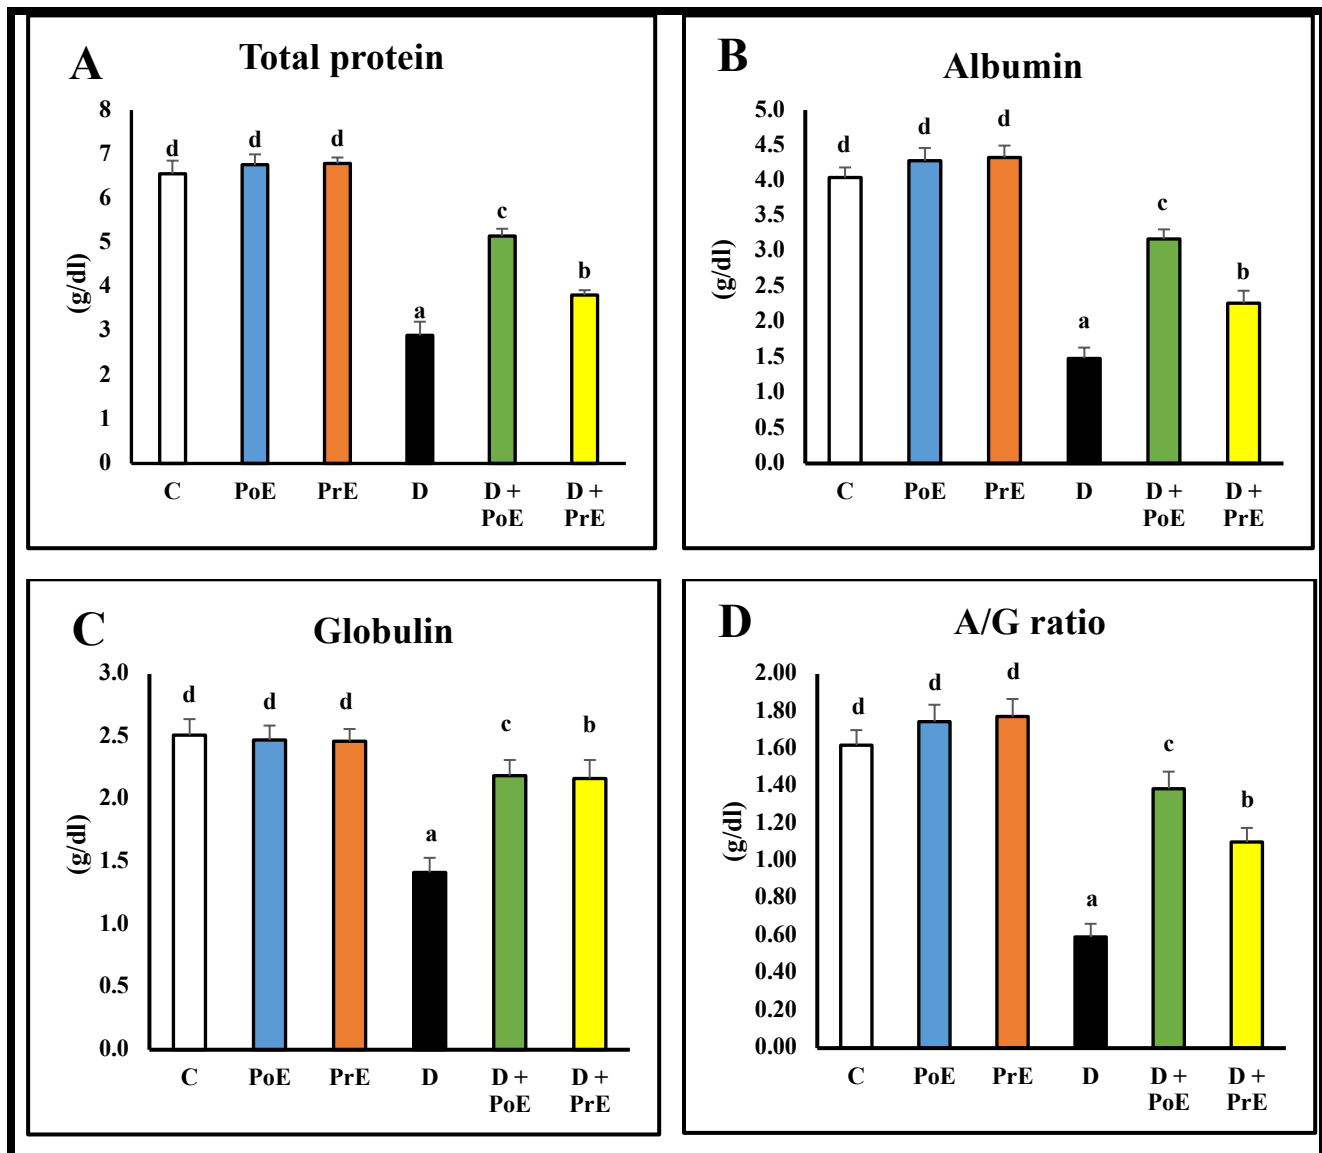 A
Total protein
8
7
6
5
4
3
2
1
0
(g/dl)
d
d
d
a
c
b
C
PoE
PrE
D
D +
PoE
D +
PrE
B
Albumin
5.0
4.5
4.0
3.5
3.0
2.5
2.0
1.5
1.0
0.5
0.0
(g/dl)
d
d
d
a
c
b
C
PoE
PrE
D
D +
PoE
D +
PrE
C
Globulin
3.0
2.5
2.0
1.5
1.0
0.5
0.0
(g/dl)
d
d
d
a
c
b
C
PoE
PrE
D
D +
PoE
D +
PrE
D
A/G ratio
2.00
1.80
1.60
1.40
1.20
1.00
0.80
0.60
0.40
0.20
0.00
(g/dl)
d
d
d
a
c
b
C
PoE
PrE
D
D +
PoE
D +
PrE